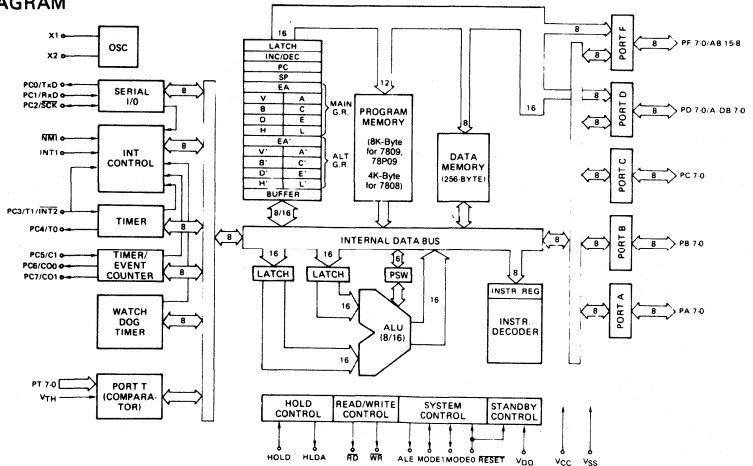 AGRAM
X1
X2
OSC
PC0/TxD
PC1/RxD
PC2/SCK
SERIAL
I/O
8
NMI
INT1
INT
CONTROL
8
PC3/T1/INT2
PC4/T0
TIMER
8
PC5/C1
PC6/CO0
PC7/CO1
TIMER/
EVENT
COUNTER
8
WATCH
DOG
TIMER
8
PT 7-0
VTH
PORT T
(COMPARA-
TOR)
16
LATCH
INC/DEC
PC
SP
EA
V A
B C
D E
H L
MAIN
G.R.
EA'
V' A'
B' C'
D' E'
H' L'
ALT
G.R.
BUFFER
8/16
12
PROGRAM
MEMORY
(8K-Byte
for 7809,
78P09
4K-Byte
for 7808)
8
DATA
MEMORY
(256-BYTE)
16
8
INTERNAL DATA BUS
8
16
16
6
8
LATCH
LATCH
PSW
16
16
16
ALU
(8/16)
INSTR. REG
INSTR.
DECODER
8
PORT F
8
PF 7-0/AB 15-8
8
PORT D
8
PD 7-0/A DB 7-0
PORT C
8
PC 7-0
8
PORT B
8
PB 7-0
8
PORT A
8
PA 7-0
HOLD
CONTROL
READ/WRITE
CONTROL
SYSTEM
CONTROL
STANDBY
CONTROL
HOLD
HLDA
RD
WR
ALE
MODE1
MODE0
RESET
VDD
VCC
VSS